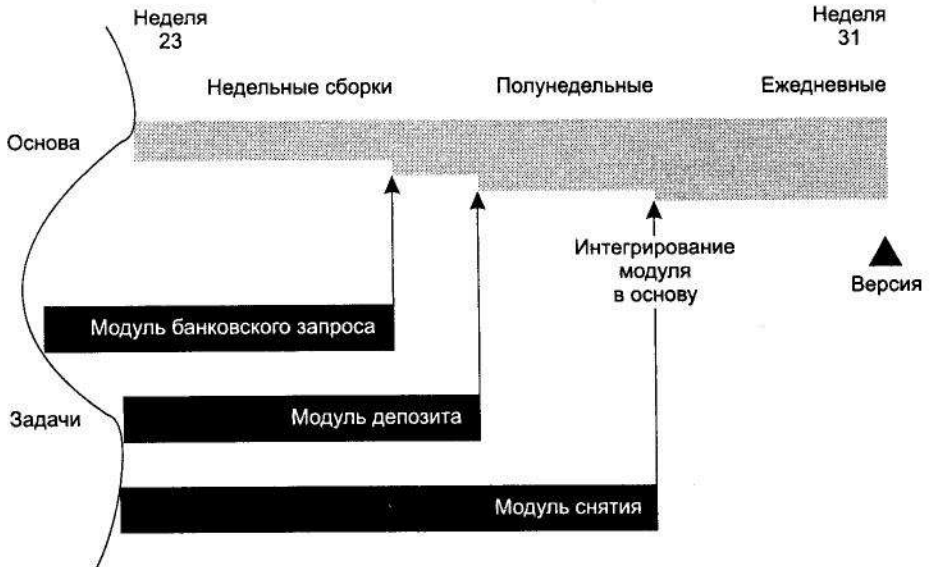 Неделя
23
Неделя
31
Недельные сборки
Полунедельные
Ежедневные
Основа
Интегрирование
модуля
в основу
Версия
Модуль банковского запроса
Задачи
Модуль депозита
Модуль снятия